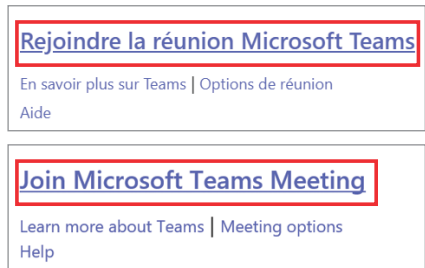 Rejoindre la réunion Microsoft Teams
En savoir plus sur Teams | Options de réunion
Aide
Join Microsoft Teams Meeting
Learn more about Teams | Meeting options
Help